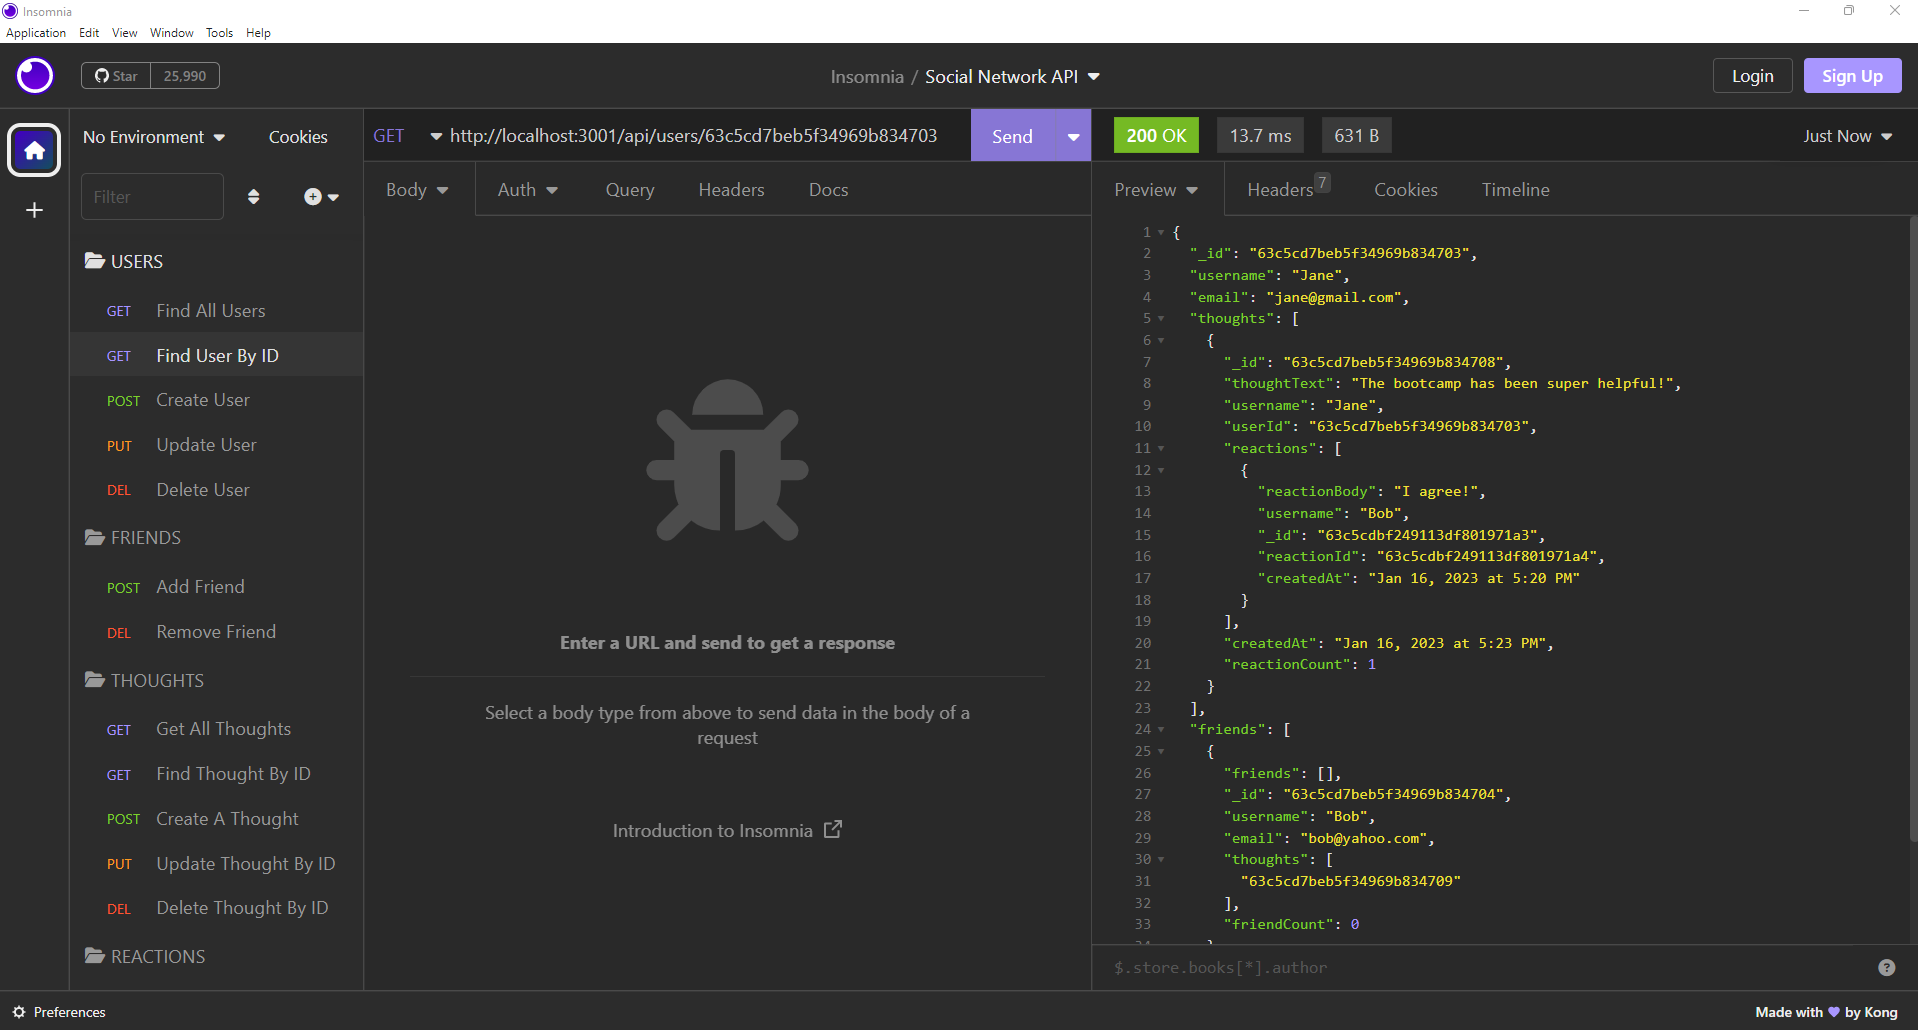 Insomnia
Application Edit View Window Tools Help
Star 25,990
Insomnia / Social Network API
Login Sign Up
No Environment Cookies
Filter
USERS
GET Find All Users
GET Find User By ID
POST Create User
PUT Update User
DEL Delete User
FRIENDS
POST Add Friend
DEL Remove Friend
THOUGHTS
GET Get All Thoughts
GET Find Thought By ID
POST Create A Thought
PUT Update Thought By ID
DEL Delete Thought By ID
REACTIONS
GET http://localhost:3001/api/users/63c5cd7beb5f34969b834703 Send
Body Auth Query Headers Docs
Enter a URL and send to get a response
Select a body type from above to send data in the body of a
request
Introduction to Insomnia
200 OK 13.7 ms 631 B Just Now
Preview Headers 7 Cookies Timeline
1 {
2 "_id": "63c5cd7beb5f34969b834703",
3 "username": "Jane",
4 "email": "jane@gmail.com",
5 "thoughts": [
6 {
7 "_id": "63c5cd7beb5f34969b834708",
8 "thoughtText": "The bootcamp has been super helpful!",
9 "username": "Jane",
10 "userId": "63c5cd7beb5f34969b834703",
11 "reactions": [
12 {
13 "reactionBody": "I agree!",
14 "username": "Bob",
15 "_id": "63c5cdbf249113df801971a3",
16 "reactionId": "63c5cdbf249113df801971a4",
17 "createdAt": "Jan 16, 2023 at 5:20 PM"
18 }
19 ],
20 "createdAt": "Jan 16, 2023 at 5:23 PM",
21 "reactionCount": 1
22 }
23 ],
24 "friends": [
25 {
26 "friends": [],
27 "_id": "63c5cd7beb5f34969b834704",
28 "username": "Bob",
29 "email": "bob@yahoo.com",
30 "thoughts": [
31 "63c5cd7beb5f34969b834709"
32 ],
33 "friendCount": 0
$.store.books[*].author
Preferences
Made with ♥ by Kong